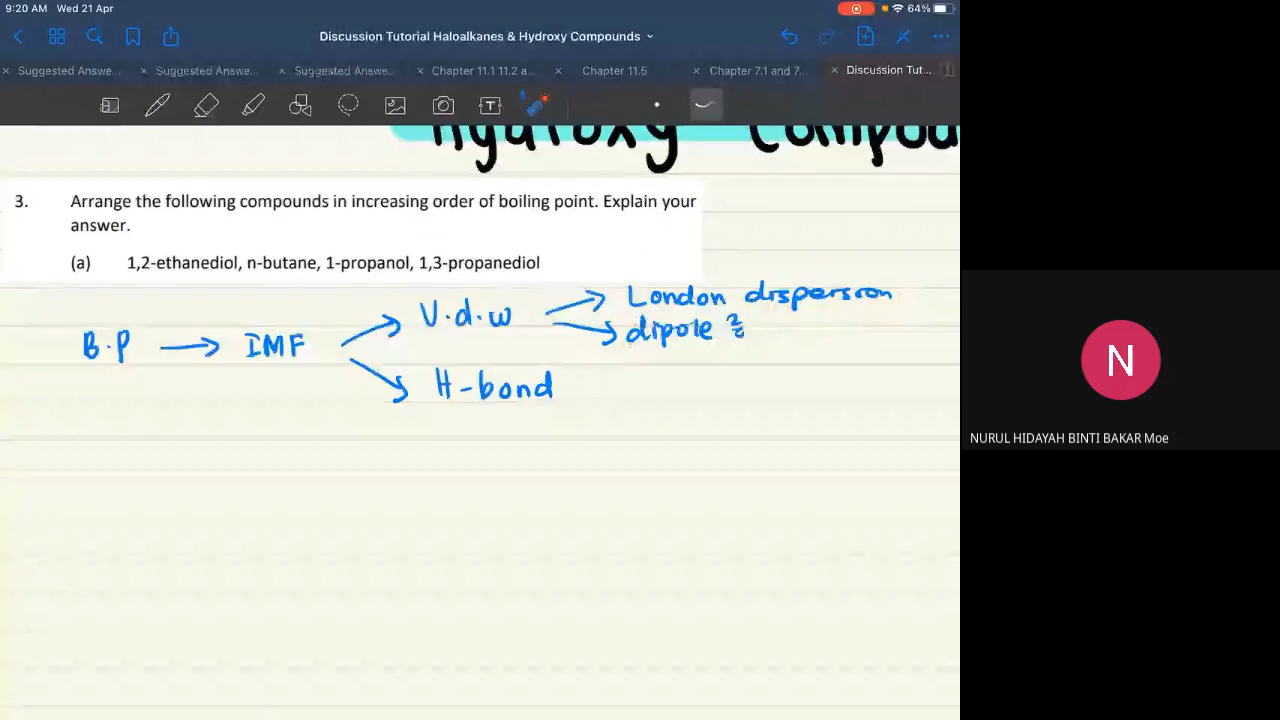 9:20 AM Wed 21 Apr
64%
Discussion Tutorial Haloalkanes & Hydrox Compounds
Suggested Answe...
Suggested Answe...
Suggested Answe...
Chapter 11.1 11.2 a...
Chapter 11.5
Chapter 7.1 and 7...
Discussion Tut...
Hydroxy Compou
3. Arrange the following compounds in increasing order of boiling point. Explain your
answer.
(a) 1,2-ethanediol, n-butane, 1-propanol, 1,3-propanediol
London dispersion
V.d.w
dipole
B.P → IMF
H-bond
N
NURUL HIDAYAH BINTI BAKAR Moe